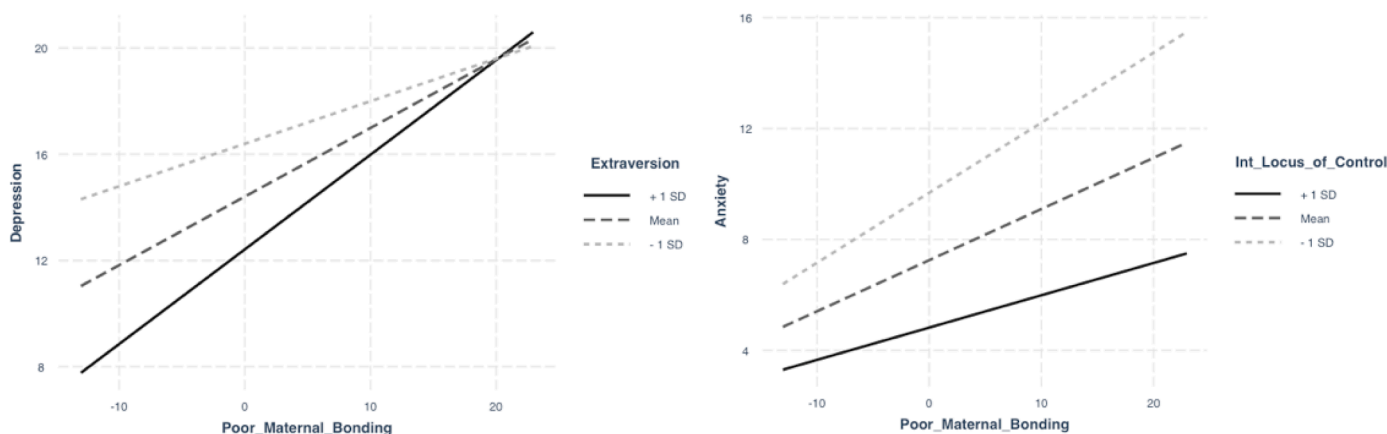 20
16
12
8
Depression
-10 0 10 20
Poor_Maternal_Bonding
Extraversion
+ 1 SD
Mean
- 1 SD
16
12
8
4
Anxiety
-10 0 10 20
Poor_Maternal_Bonding
Int_Locus_of_Control
+ 1 SD
Mean
- 1 SD